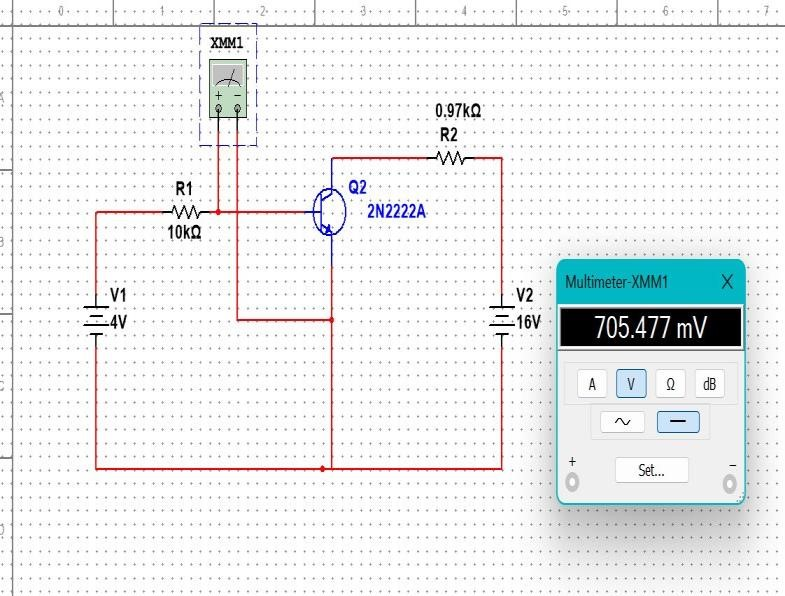 0 1 2 3 4 5 6 7
XMM1
A
0.97kΩ
R2
R1
Q2
2N2222A
10kΩ
B
V1
4V
V2
16V
C
D
Multimeter-XMM1 X
705.477 mV
A V Ω dB
+ Set... −